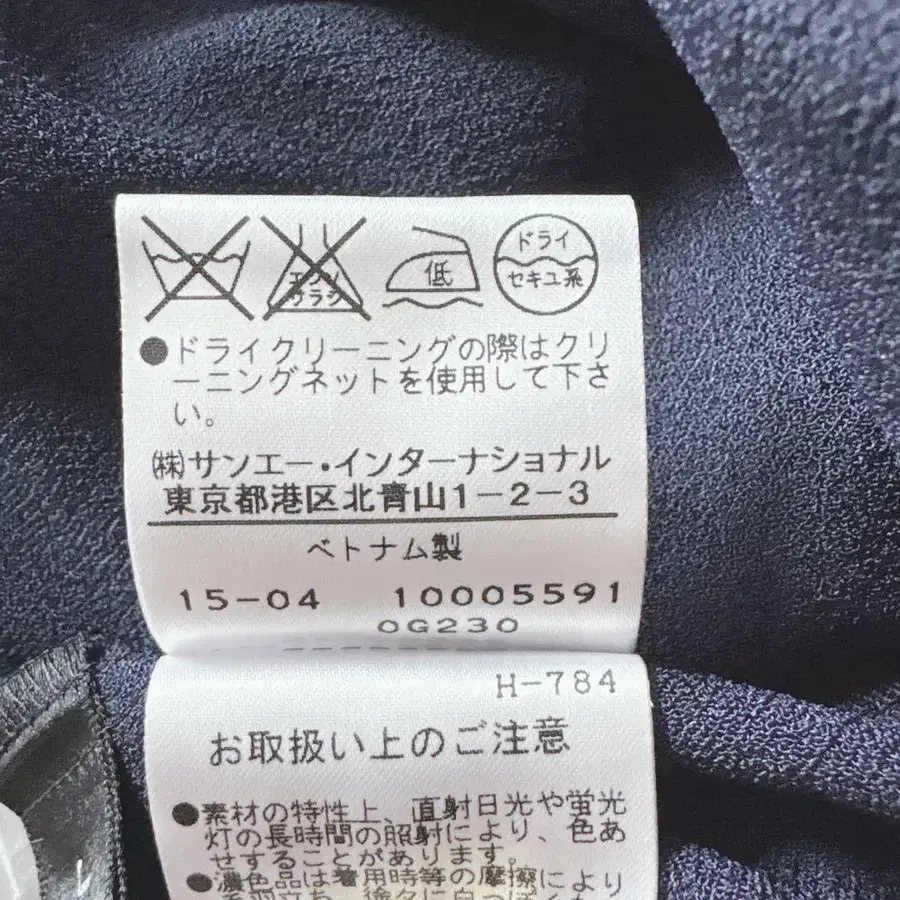 エンソ
サラシ
低
ドライ
セキユ系
●ドライクリーニングの際はクリ
ーニングネットを使用して下さ
い。
(株)サンエー・インターナショナル
東京都港区北青山1-2-3
ベトナム製
15-04 10005591
0G230
H-784
お取扱い上のご注意
●素材の特性上、直射日光や蛍光
灯の長時間の照射により、色あ
せすることがあります。
●濃色品は着用時等の摩擦により